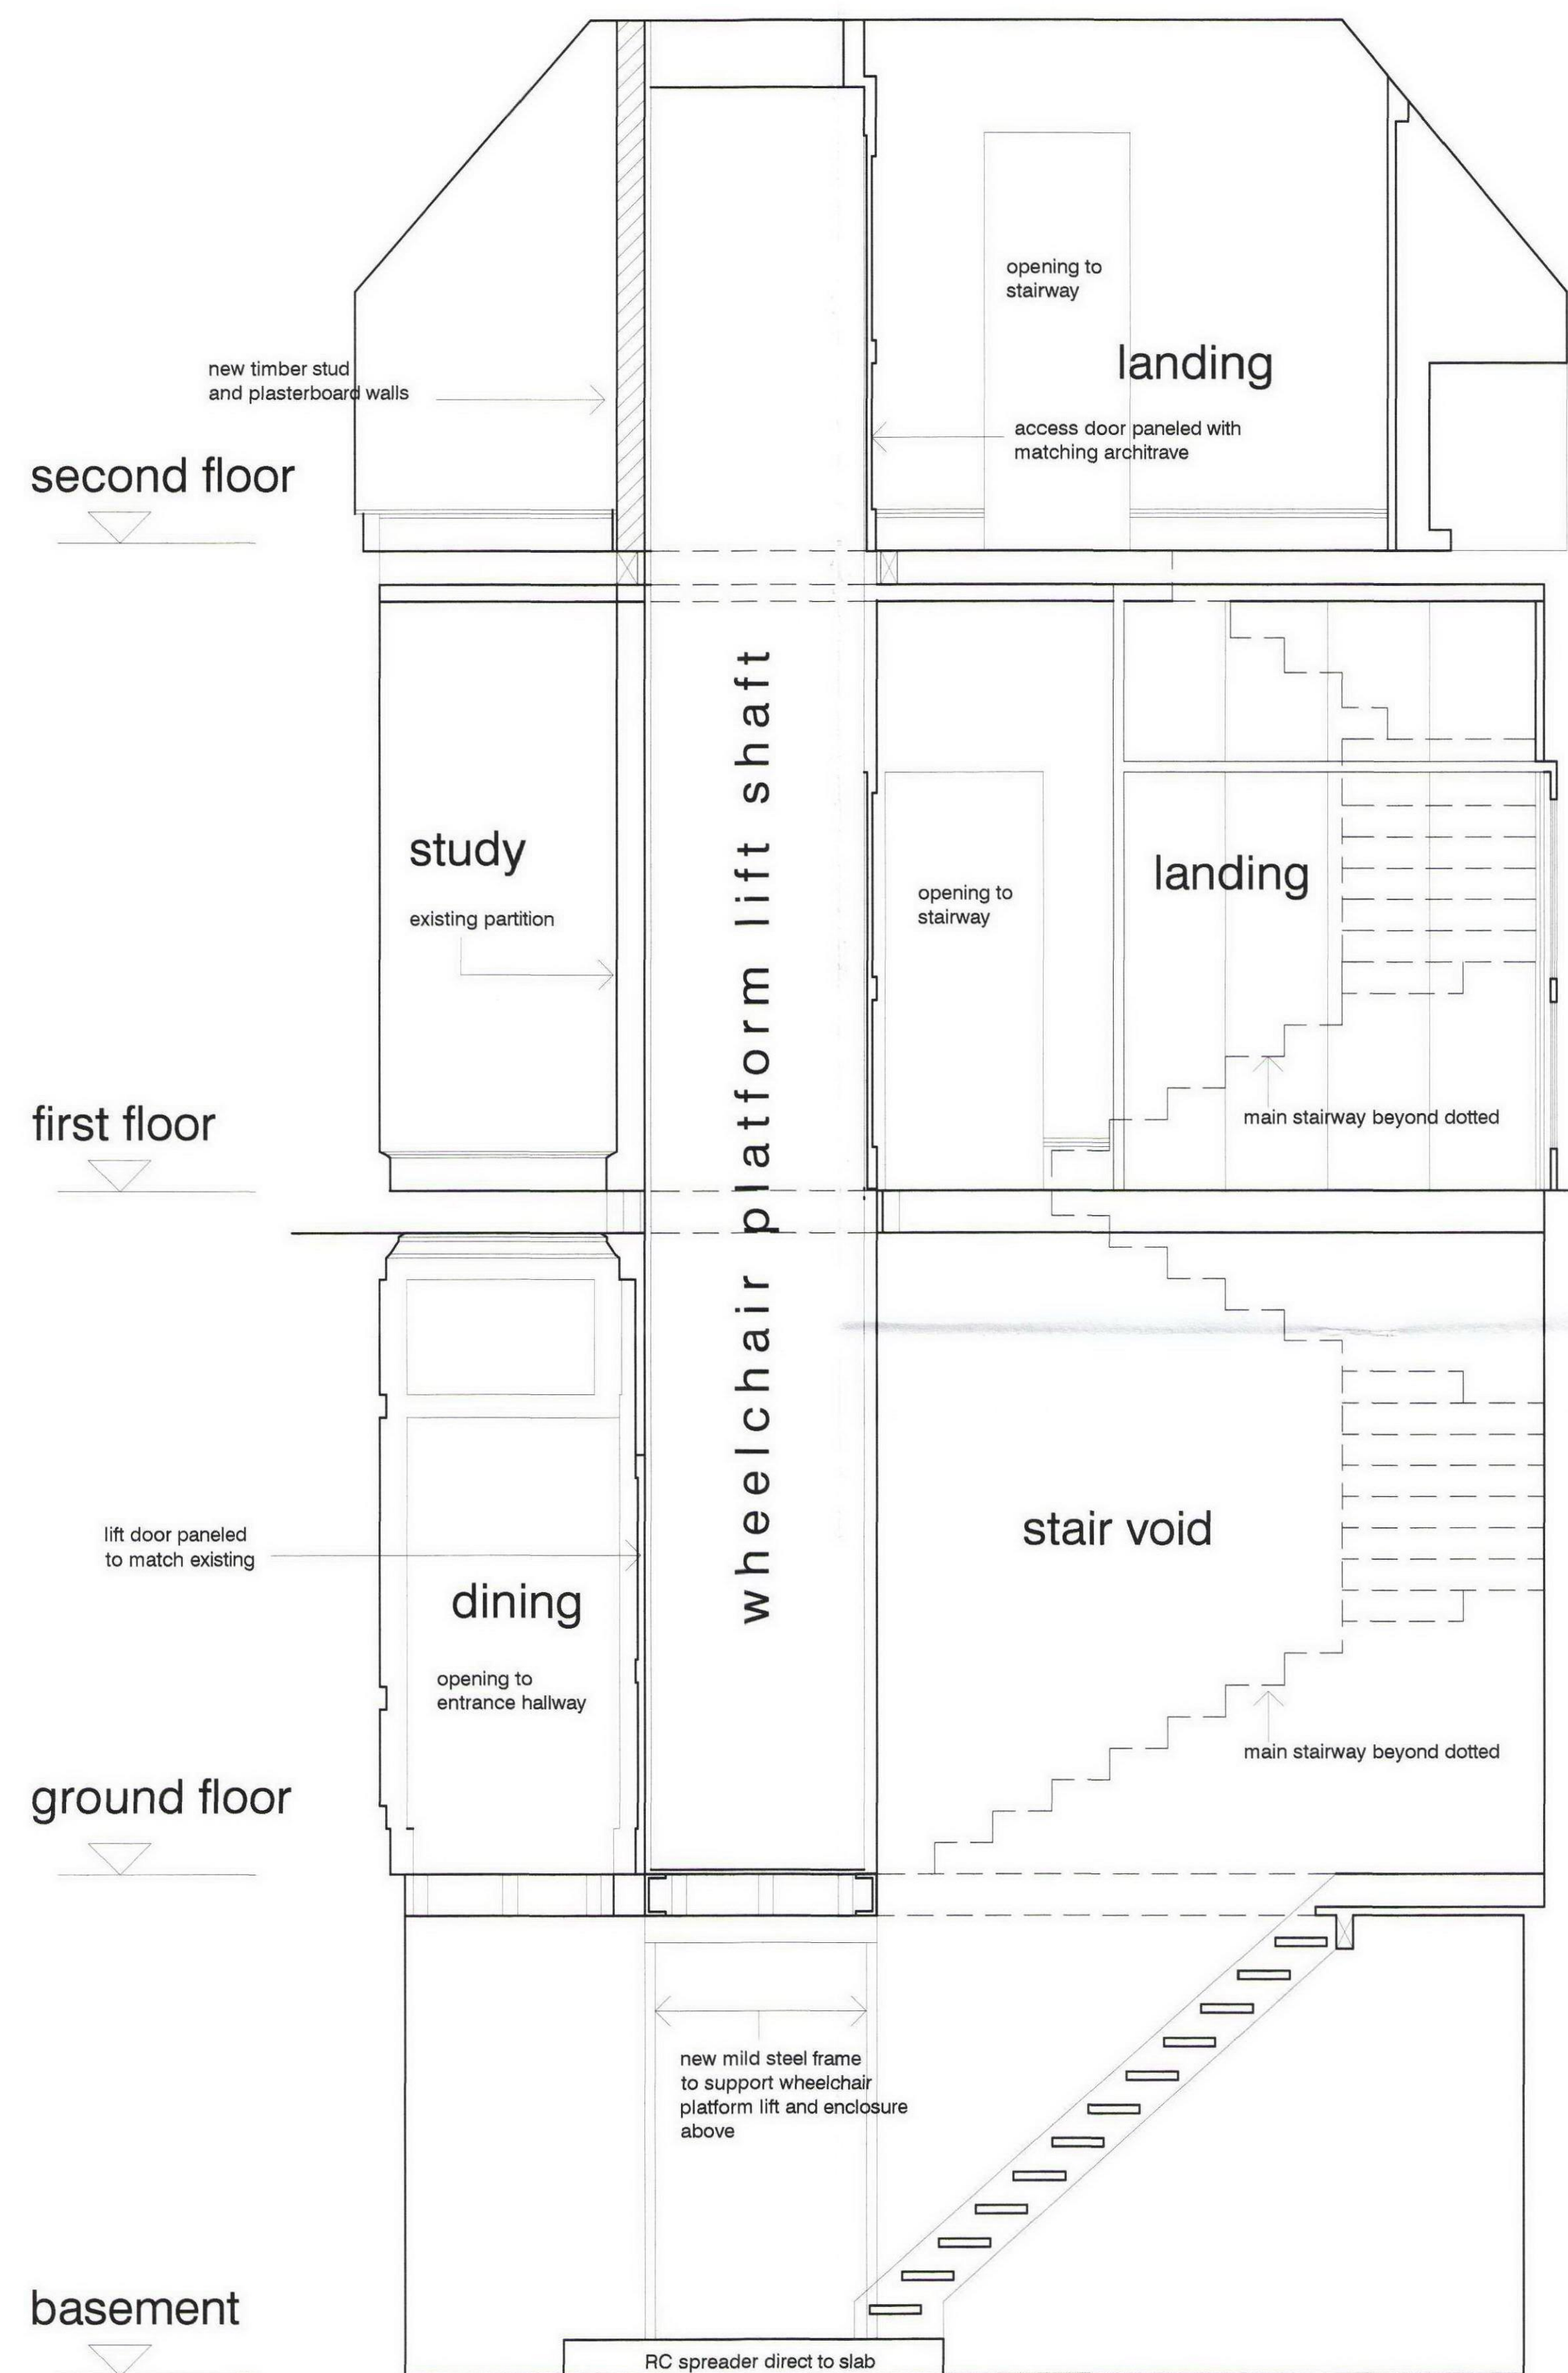 opening to
stairway
landing
new timber stud
and plasterboard walls
access door paneled with
matching architrave
second floor
wheelchair platform lift shaft
study
existing partition
opening to
stairway
landing
main stairway beyond dotted
first floor
stair void
lift door paneled
to match existing
dining
opening to
entrance hallway
main stairway beyond dotted
ground floor
new mild steel frame
to support wheelchair
platform lift and enclosure
above
basement
RC spreader direct to slab